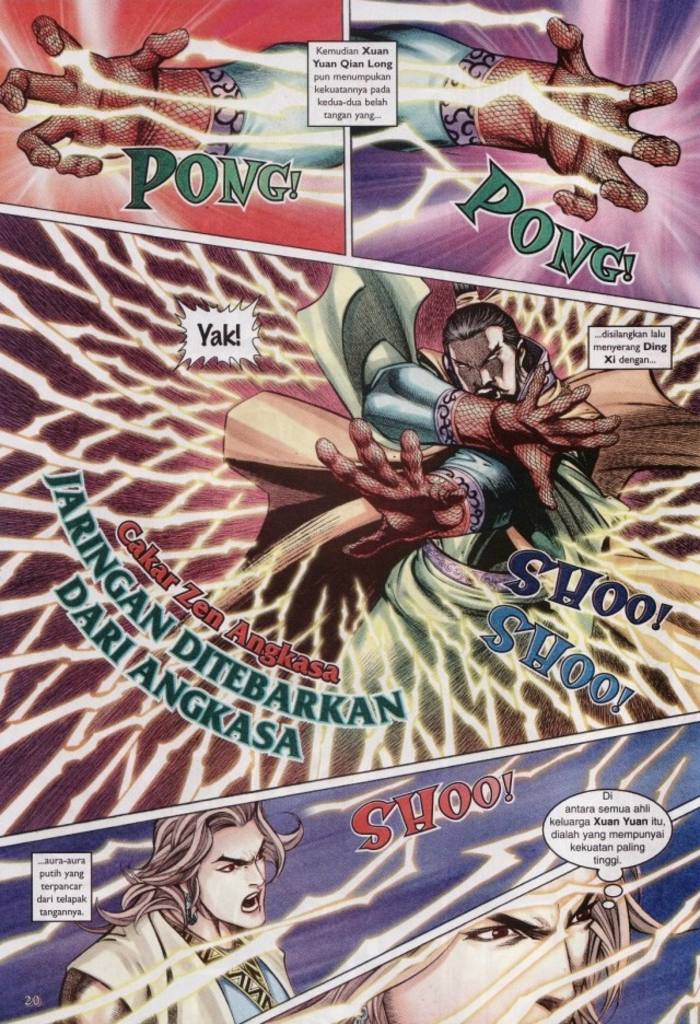 Kemudian Xuan
Yuan Qian Long
pun menumpukan
kekuatannya pada
kedua-dua belah
tangan yang...
PONG!
PONG!
Yak!
...disilangkan lalu
menyerang Ding
Xi dengan...
Cakar Zen Angkasa
JARINGAN DITEBARKAN
DARI ANGKASA
SHOO!
SHOO!
SHOO!
Di
antara semua ahli
keluarga Xuan Yuan itu,
dialah yang mempunyai
kekuatan paling
tinggi.
...aura-aura
putih yang
terpancar
dari telapak
tangannya.
20